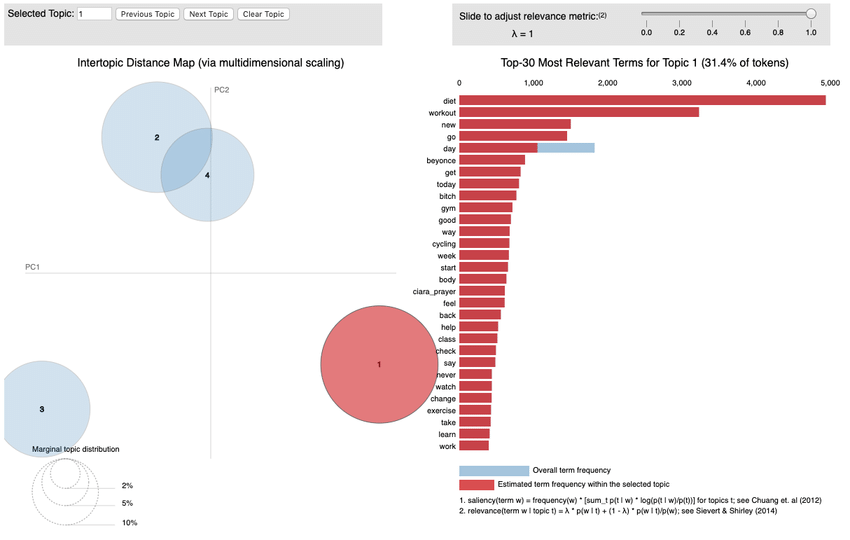 Selected Topic: 1 Previous Topic Next Topic Clear Topic
Slide to adjust relevance metric:(2)
λ = 1
0.0 0.2 0.4 0.6 0.8 1.0
Intertopic Distance Map (via multidimensional scaling)
PC2
PC1
2
4
1
3
Marginal topic distribution
2%
5%
10%
Top-30 Most Relevant Terms for Topic 1 (31.4% of tokens)
0 1,000 2,000 3,000 4,000 5,000
diet
workout
new
go
day
beyonce
get
today
bitch
gym
good
way
cycling
week
start
body
ciara_prayer
feel
back
help
class
check
say
never
watch
change
exercise
take
learn
work
Overall term frequency
Estimated term frequency within the selected topic
1. saliency(term w) = frequency(w) * [sum_t p(t | w) * log(p(t | w)/p(t))] for topics t; see Chuang et. al (2012)
2. relevance(term w | topic t) = λ * p(w | t) + (1 - λ) * p(w | t)/p(w); see Sievert & Shirley (2014)